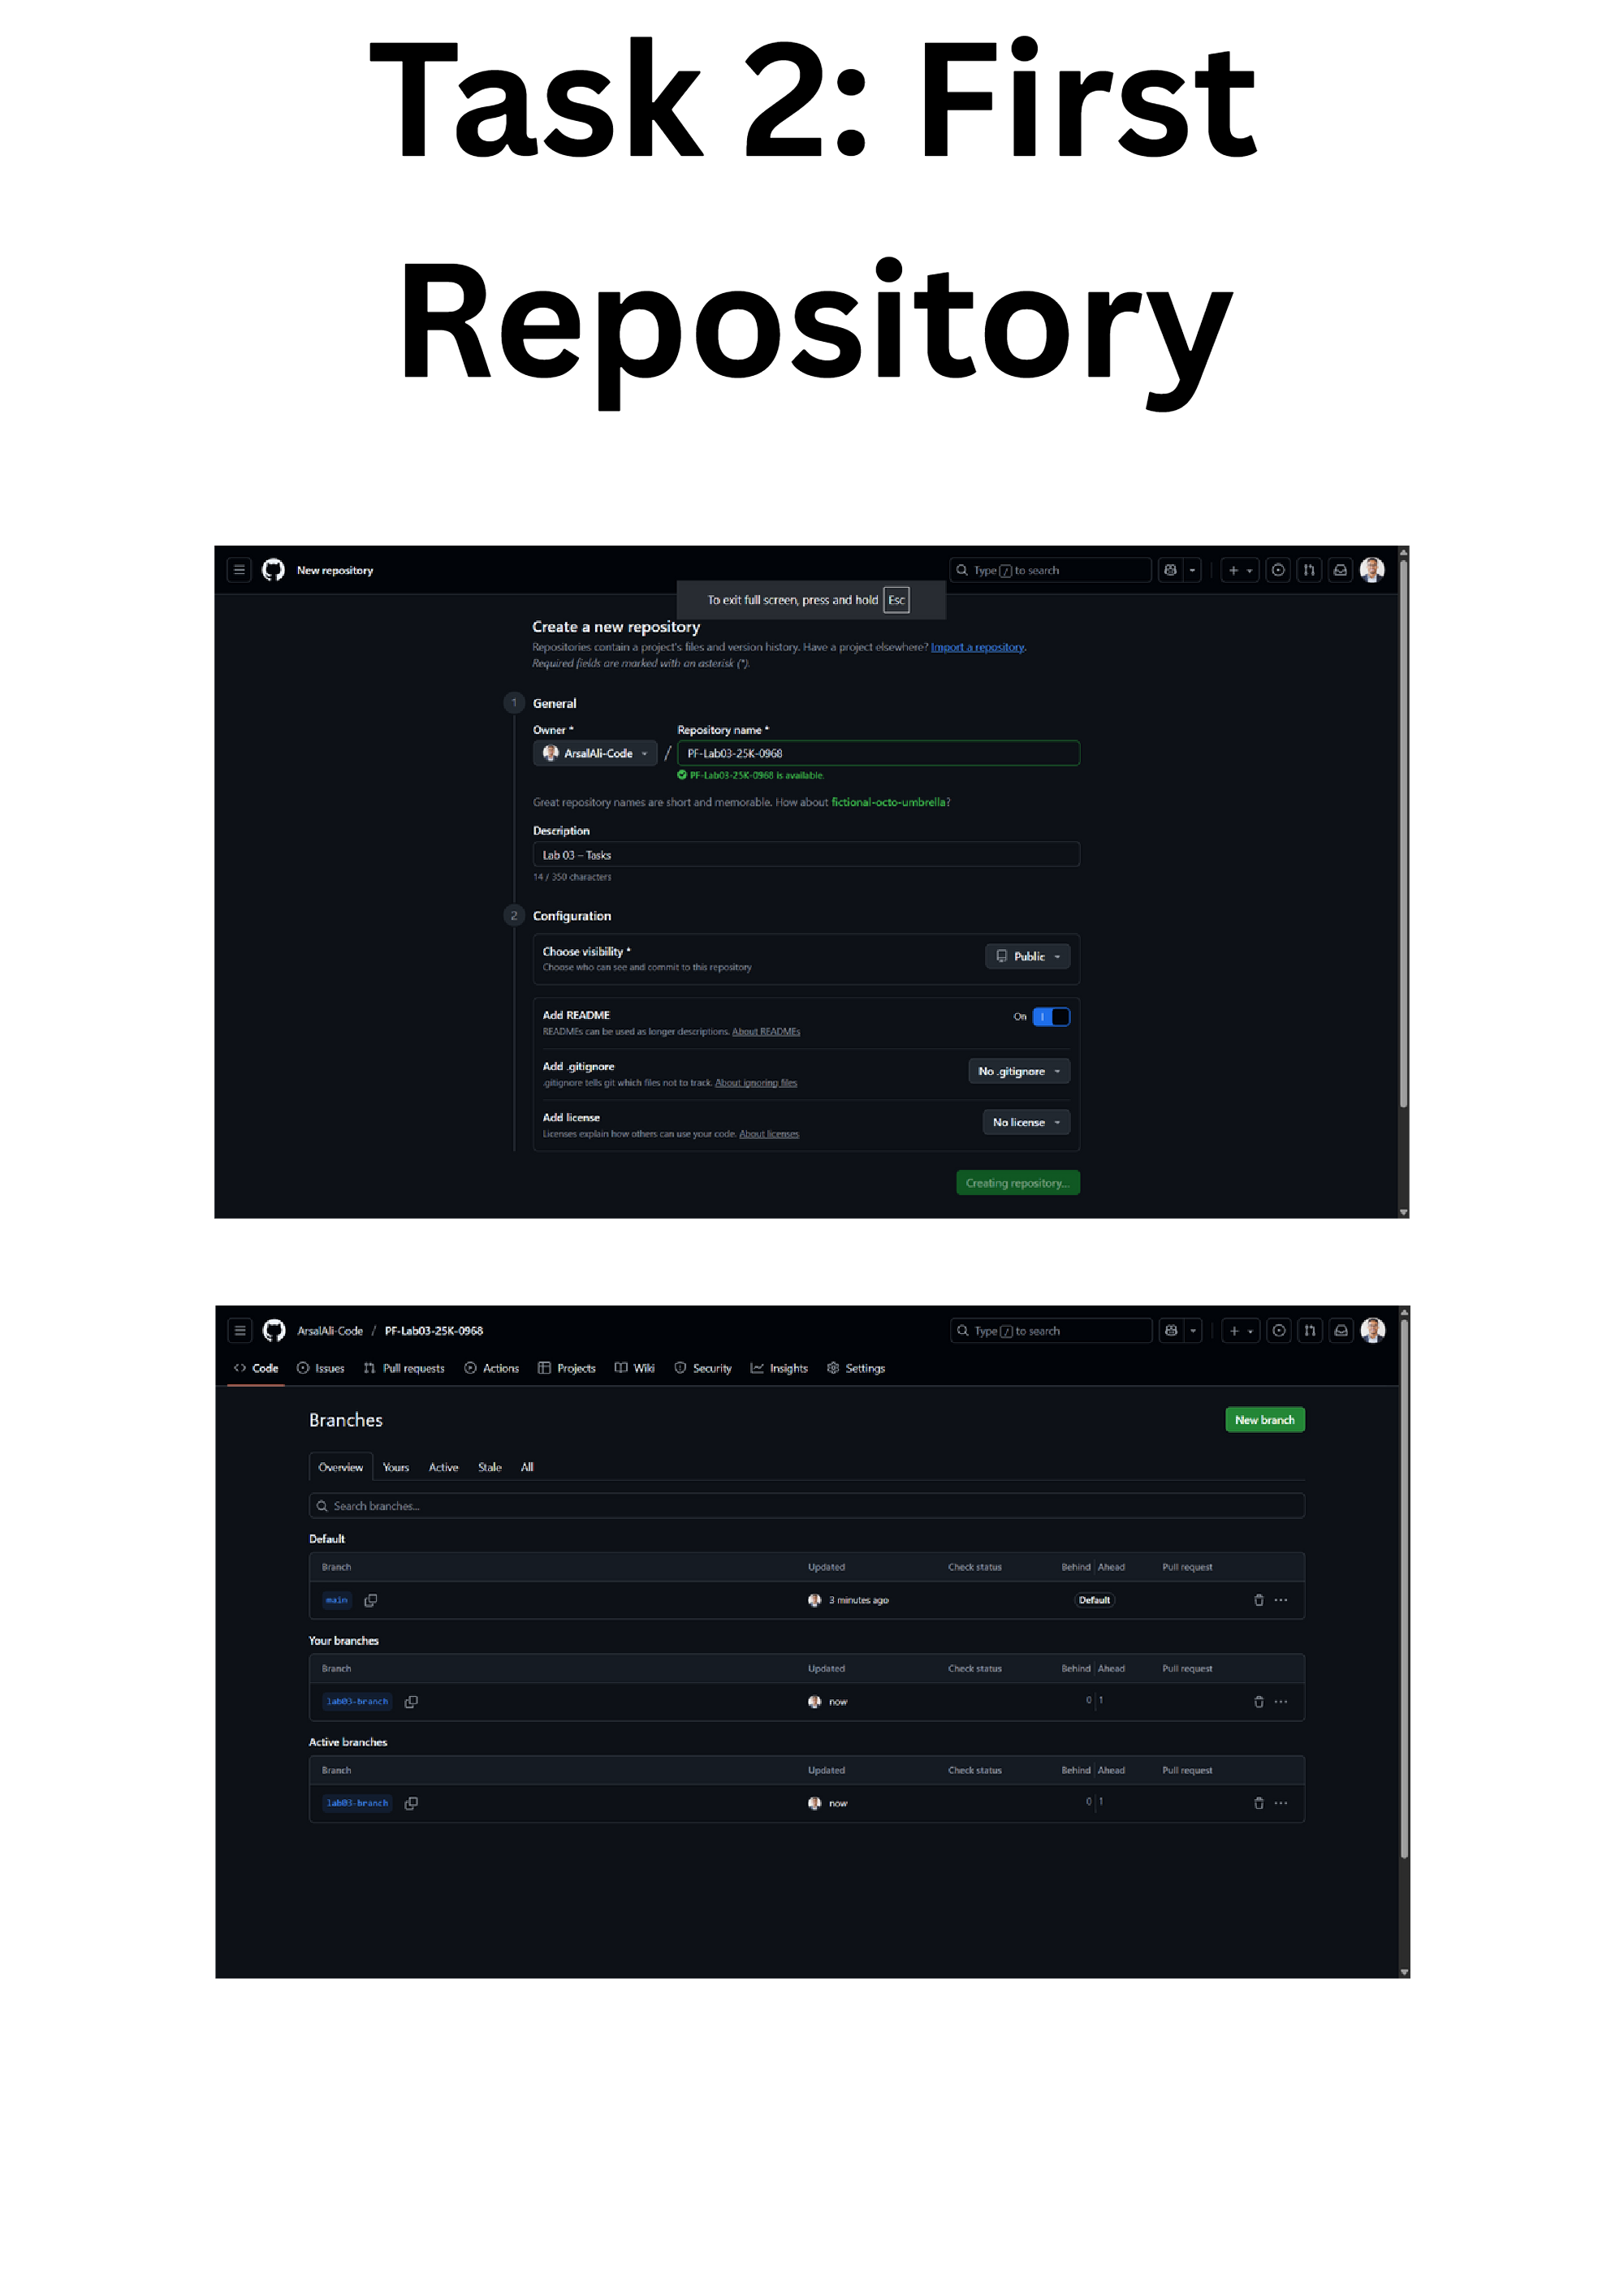 Task 2: First
Repository
New repository
Type / to search
To exit full screen, press and hold Esc
Create a new repository
Repositories contain a project's files and version history. Have a project elsewhere? Import a repository.
Required fields are marked with an asterisk (*).
1 General
Owner * Repository name *
ArsalAli-Code / PF-Lab03-25K-0968
PF-Lab03-25K-0968 is available.
Great repository names are short and memorable. How about fictional-octo-umbrella?
Description
Lab 03 – Tasks
14 / 350 characters
2 Configuration
Choose visibility *
Choose who can see and commit to this repository
Public
Add README
READMEs can be used as longer descriptions. About READMEs
On
Add .gitignore
.gitignore tells git which files not to track. About ignoring files
No .gitignore
Add license
Licenses explain how others can use your code. About licenses
No license
Creating repository...
ArsalAli-Code / PF-Lab03-25K-0968
Type / to search
Code Issues Pull requests Actions Projects Wiki Security Insights Settings
Branches
New branch
Overview Yours Active Stale All
Search branches...
Default
Branch Updated Check status Behind Ahead Pull request
main 3 minutes ago Default
Your branches
Branch Updated Check status Behind Ahead Pull request
lab03-branch now 0 1
Active branches
Branch Updated Check status Behind Ahead Pull request
lab03-branch now 0 1